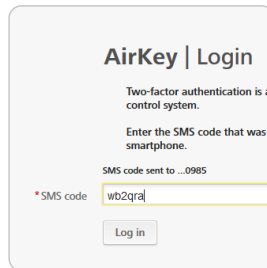 AirKey | Login
Two-factor authentication is
control system.
Enter the SMS code that was
smartphone.
SMS code sent to ...0985
*SMS code
wb2qra
Log in